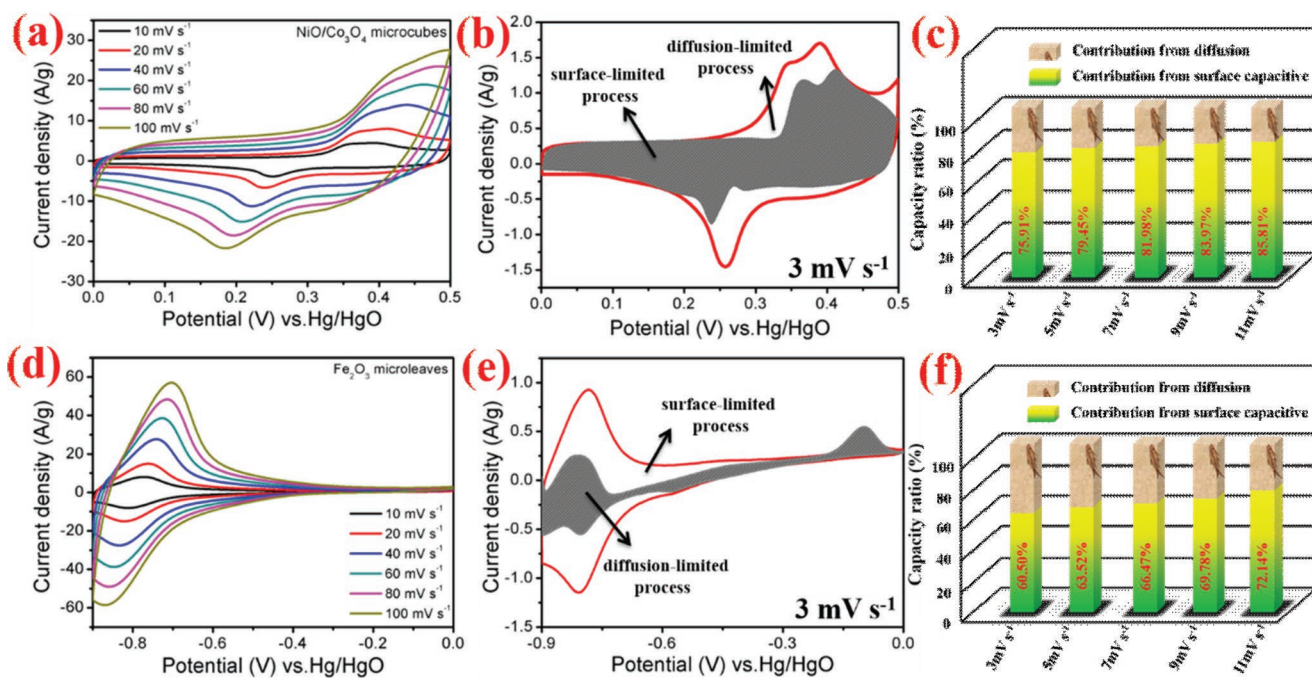 (a)
10 mV s⁻¹
20 mV s⁻¹
40 mV s⁻¹
60 mV s⁻¹
80 mV s⁻¹
100 mV s⁻¹
NiO/Co₃O₄ microcubes
Current density (A/g)
30
25
20
15
10
5
0
-10
-20
-30
0.0
0.1
0.2
0.3
0.4
0.5
Potential (V) vs.Hg/HgO
(b)
surface-limited
process
diffusion-limited
process
3 mV s⁻¹
Current density (A/g)
2.0
1.5
1.0
0.5
0.0
-0.5
-1.0
-1.5
0.0
0.1
0.2
0.3
0.4
0.5
Potential (V) vs.Hg/HgO
(c)
Contribution from diffusion
Contribution from surface capacitive
Capacity ratio (%)
100
80
60
40
20
0
75.91%
79.45%
81.98%
83.97%
85.81%
3mV s⁻¹
5mV s⁻¹
7mV s⁻¹
9mV s⁻¹
11mV s⁻¹
(d)
Fe₂O₃ microleaves
10 mV s⁻¹
20 mV s⁻¹
40 mV s⁻¹
60 mV s⁻¹
80 mV s⁻¹
100 mV s⁻¹
Current density (A/g)
60
40
20
0
-20
-40
-60
-0.8
-0.6
-0.4
-0.2
0.0
Potential (V) vs.Hg/HgO
(e)
surface-limited
process
diffusion-limited
process
3 mV s⁻¹
Current density (A/g)
1.0
0.5
0.0
-0.5
-1.0
-1.5
-0.9
-0.6
-0.3
0.0
Potential (V) vs.Hg/HgO
(f)
Contribution from diffusion
Contribution from surface capacitive
Capacity ratio (%)
100
80
60
40
20
0
60.50%
63.52%
66.47%
69.78%
72.14%
3mV s⁻¹
5mV s⁻¹
7mV s⁻¹
9mV s⁻¹
11mV s⁻¹